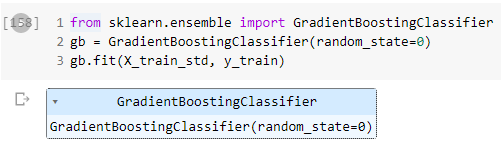 [158] 1 from sklearn.ensemble import GradientBoostingClassifier
2 gb = GradientBoostingClassifier(random_state=0)
3 gb.fit(X_train_std, y_train)
GradientBoostingClassifier
GradientBoostingClassifier(random_state=0)